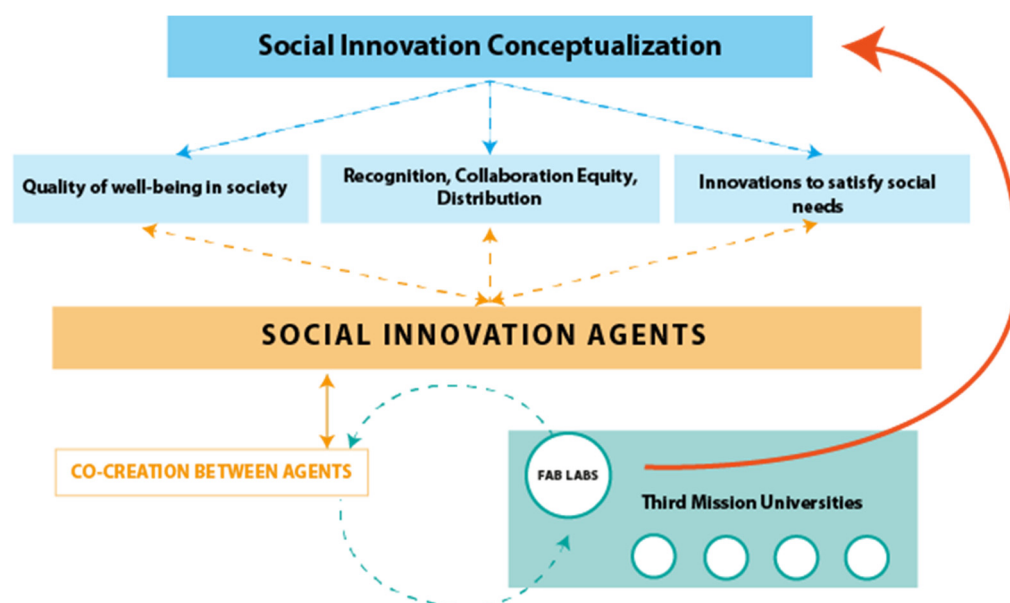 Social Innovation Conceptualization
Quality of well-being in society
Recognition, Collaboration Equity,
Distribution
Innovations to satisfy social
needs
SOCIAL INNOVATION AGENTS
CO-CREATION BETWEEN AGENTS
FAB LABS
Third Mission Universities